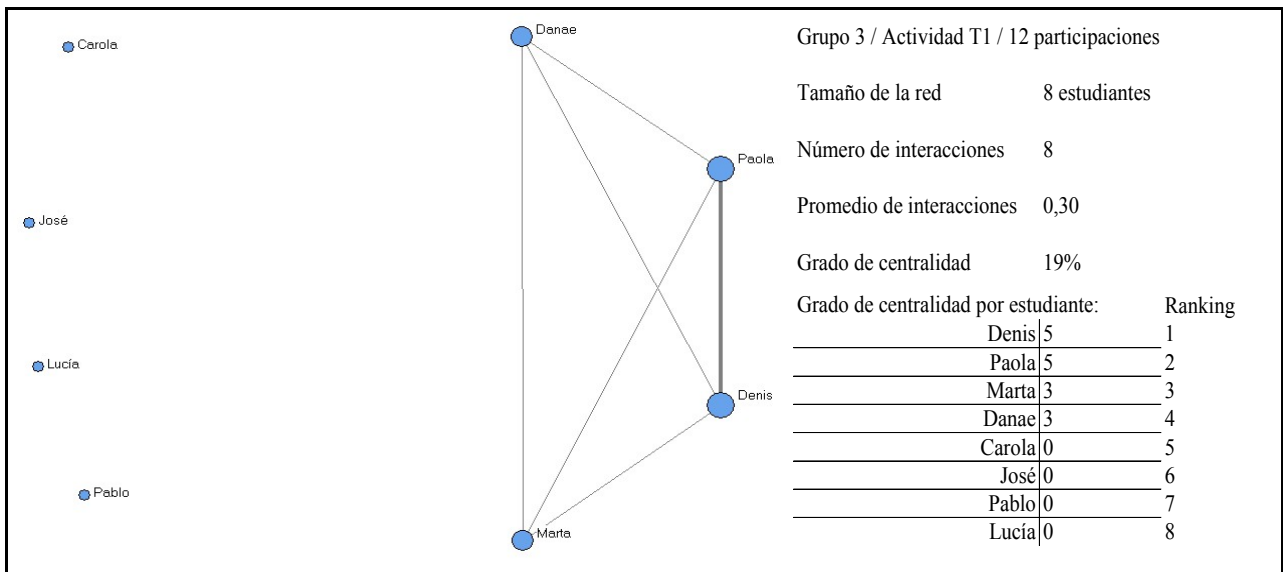 Carola
José
Lucía
Pablo
Danae
Paola
Denis
Marta
Grupo 3 / Actividad T1 / 12 participaciones
Tamaño de la red 8 estudiantes
Número de interacciones 8
Promedio de interacciones 0,30
Grado de centralidad 19%
Grado de centralidad por estudiante: Ranking
Denis 5 1
Paola 5 2
Marta 3 3
Danae 3 4
Carola 0 5
José 0 6
Pablo 0 7
Lucía 0 8